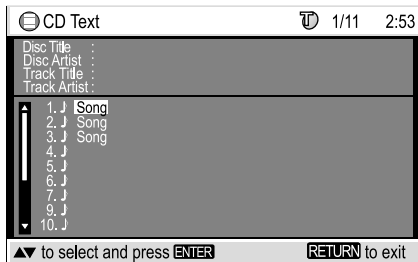 CD Text T 1/11 2:53
Disc Title :
Disc Artist :
Track Title :
Track Artist :
1. ♪ Song
2. ♪ Song
3. ♪ Song
4. ♪
5. ♪
6. ♪
7. ♪
9. ♪
10. ♪
▲▼ to select and press ENTER RETURN to exit